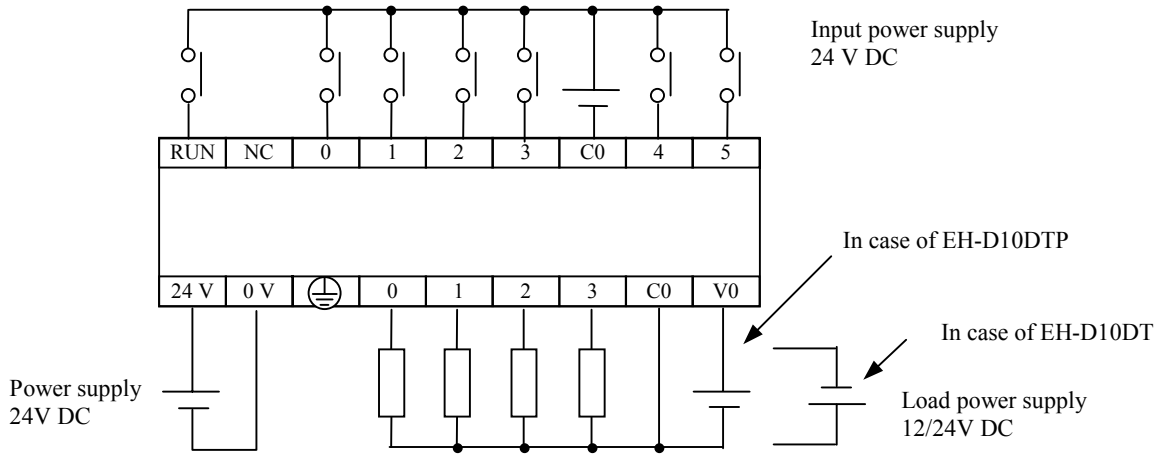 Input power supply
24 V DC
RUN NC 0 1 2 3 C0 4 5
In case of EH-D10DTP
24 V 0 V 0 1 2 3 C0 V0
In case of EH-D10DT
Power supply
24V DC
Load power supply
12/24V DC